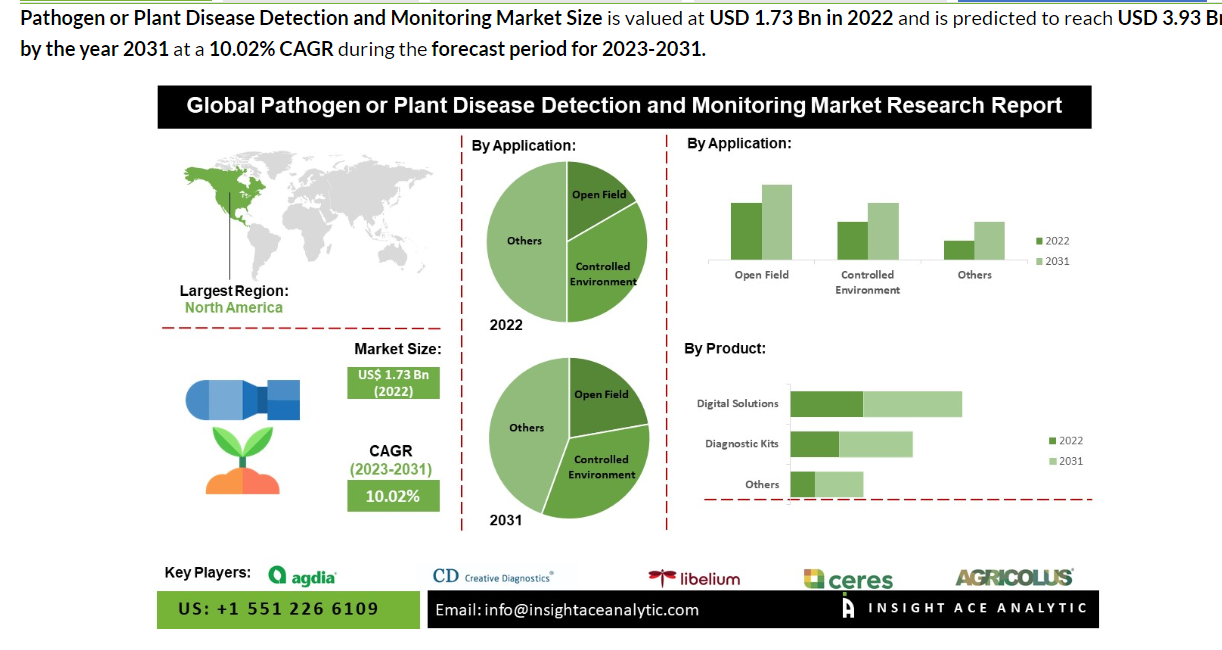 Pathogen or Plant Disease Detection and Monitoring Market Size is valued at USD 1.73 Bn in 2022 and is predicted to reach USD 3.93 B
by the year 2031 at a 10.02% CAGR during the forecast period for 2023-2031.
Global Pathogen or Plant Disease Detection and Monitoring Market Research Report
Largest Region:
North America
Market Size:
US$ 1.73 Bn
(2022)
CAGR
(2023-2031)
10.02%
By Application:
Open Field
Others
Controlled
Environment
2022
Open Field
Others
Controlled
Environment
2031
By Application:
2022
2031
Open Field
Controlled
Environment
Others
By Product:
Digital Solutions
Diagnostic Kits
Others
2022
2031
Key Players:
agdia
CD Creative Diagnostics®
libelium
ceres
AGRICOLUS
US: +1 551 226 6109
Email: info@insightaceanalytic.com
INSIGHT ACE ANALYTIC